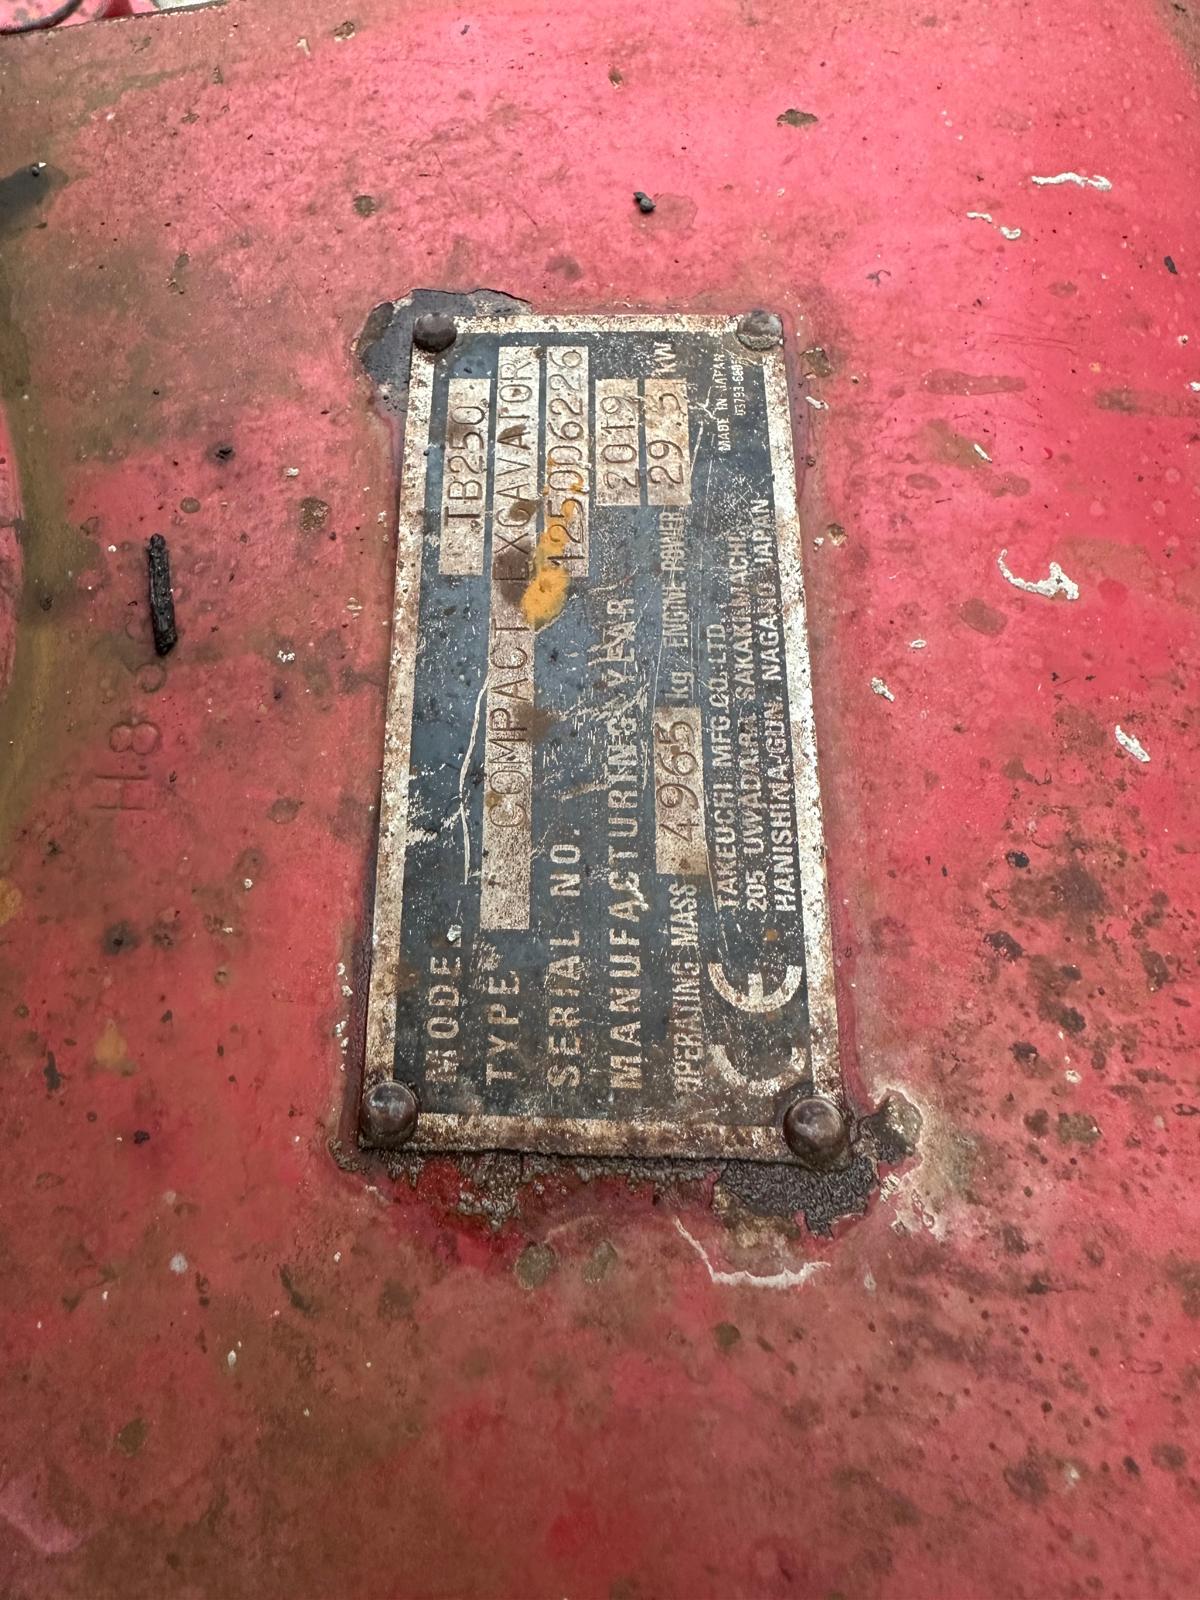 MODEL TB250
TYPE COMPACT EXCAVATOR
SERIAL NO. 125006226
MANUFACTURING YEAR 2019
OPERATING MASS 4965 kg ENGINE POWER 29.5 KW
CE TAKEUCHI MFG.CO.,LTD.
205 UWADAIRA SAKAKIMACHI,
HANISHINA-GUN, NAGANO, JAPAN
MADE IN JAPAN